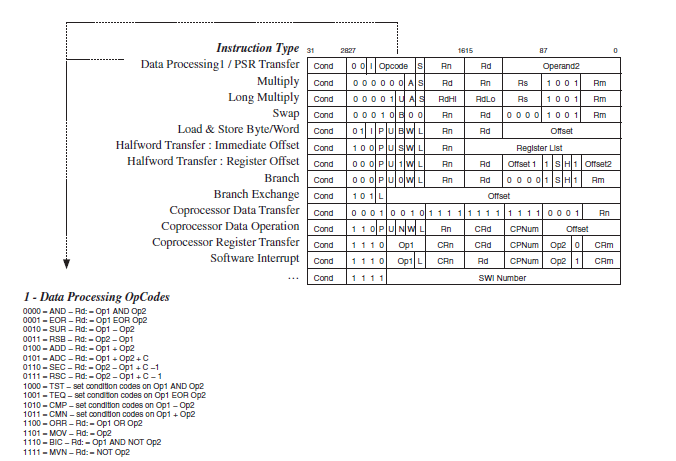 Instruction Type 31 2827 1615 87 0
Data Processing1 / PSR Transfer Cond 0 0 I Opcode S Rn Rd Operand2
Multiply Cond 0 0 0 0 0 0 A S Rd Rn Rs 1 0 0 1 Rm
Long Multiply Cond 0 0 0 0 1 U A S RdHI RdLo Rs 1 0 0 1 Rm
Swap Cond 0 0 0 1 0 B 0 0 Rn Rd 0 0 0 0 1 0 0 1 Rm
Load & Store Byte/Word Cond 0 1 I P U B W L Rn Rd Offset
Halfword Transfer : Immediate Offset Cond 1 0 0 P U S W L Rn Register List
Halfword Transfer : Register Offset Cond 0 0 0 P U 1 W L Rn Rd Offset 1 1 S H 1 Offset2
Branch Cond 0 0 0 P U 0 W L Rn Rd 0 0 0 0 1 S H 1 Rm
Branch Exchange Cond 1 0 1 L Offset
Coprocessor Data Transfer Cond 0 0 0 1 0 0 1 0 1 1 1 1 1 1 1 1 1 1 1 1 0 0 0 1 Rn
Coprocessor Data Operation Cond 1 1 0 P U N W L Rn CRd CPNum Offset
Coprocessor Register Transfer Cond 1 1 1 0 Op1 CRn CRd CPNum Op2 0 CRm
Software Interrupt Cond 1 1 1 0 Op1 L CRn Rd CPNum Op2 1 CRm
... Cond 1 1 1 1 SWI Number
1 - Data Processing OpCodes
0000 = AND – Rd: = Op1 AND Op2
0001 = EOR – Rd: = Op1 EOR Op2
0010 = SUR – Rd: = Op1 – Op2
0011 = RSB – Rd: = Op2 – Op1
0100 = ADD – Rd: = Op1 + Op2
0101 = ADC – Rd: = Op1 + Op2 + C
0110 = SEC – Rd: = Op2 – Op1 + C –1
0111 = RSC – Rd: = Op2 – Op1 + C – 1
1000 = TST – set condition codes on Op1 AND Op2
1001 = TEQ – set condition codes on Op1 EOR Op2
1010 = CMP – set condition codes on Op1 – Op2
1011 = CMN – set condition codes on Op1 + Op2
1100 = ORR – Rd: = Op1 OR Op2
1101 = MOV – Rd: = Op2
1110 = BIC – Rd: = Op1 AND NOT Op2
1111 = MVN – Rd: = NOT Op2